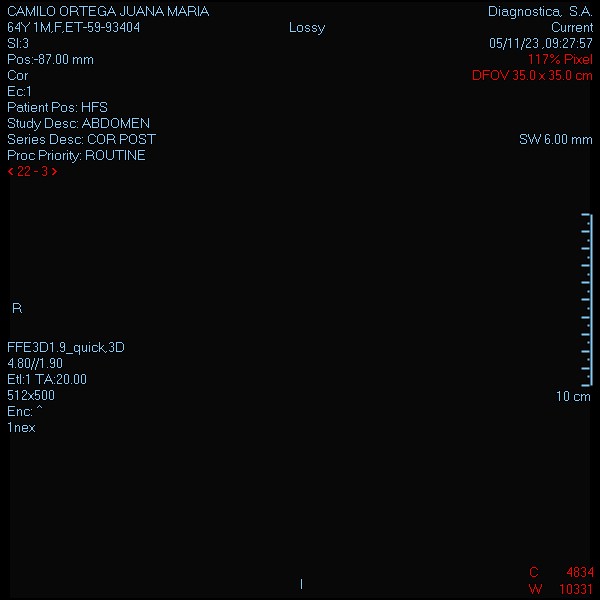 CAMILO ORTEGA JUANA MARIA
64Y 1M,F,ET-59-93404
Sl:3
Pos:-87.00 mm
Cor
Ec:1
Patient Pos: HFS
Study Desc: ABDOMEN
Series Desc: COR POST
Proc Priority: ROUTINE
< 22 - 3 >
Lossy
Diagnostica, S.A.
Current
05/11/23 ,09:27:57
117% Pixel
DFOV 35.0 x 35.0 cm
SW 6.00 mm
R
10 cm
FFE3D1.9_quick,3D
4.80//1.90
Etl:1 TA:20.00
512x500
Enc: ^
1nex
I
C 4834
W 10331